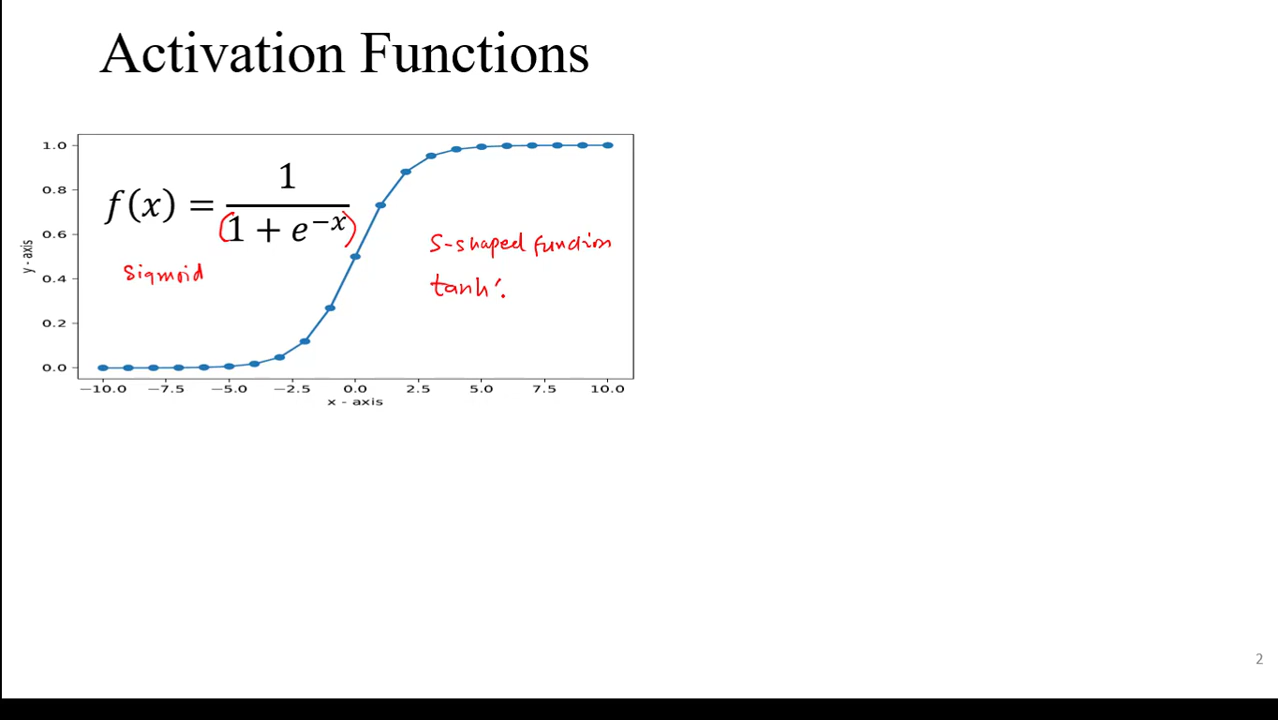 Activation Functions
1.0
0.8
0.6
0.4
0.2
0.0
y - axis
f(x) = 1 / (1 + e^{−x})
Sigmoid
S-shaped function
tanh
−10.0 −7.5 −5.0 −2.5 0.0 2.5 5.0 7.5 10.0
x - axis
2